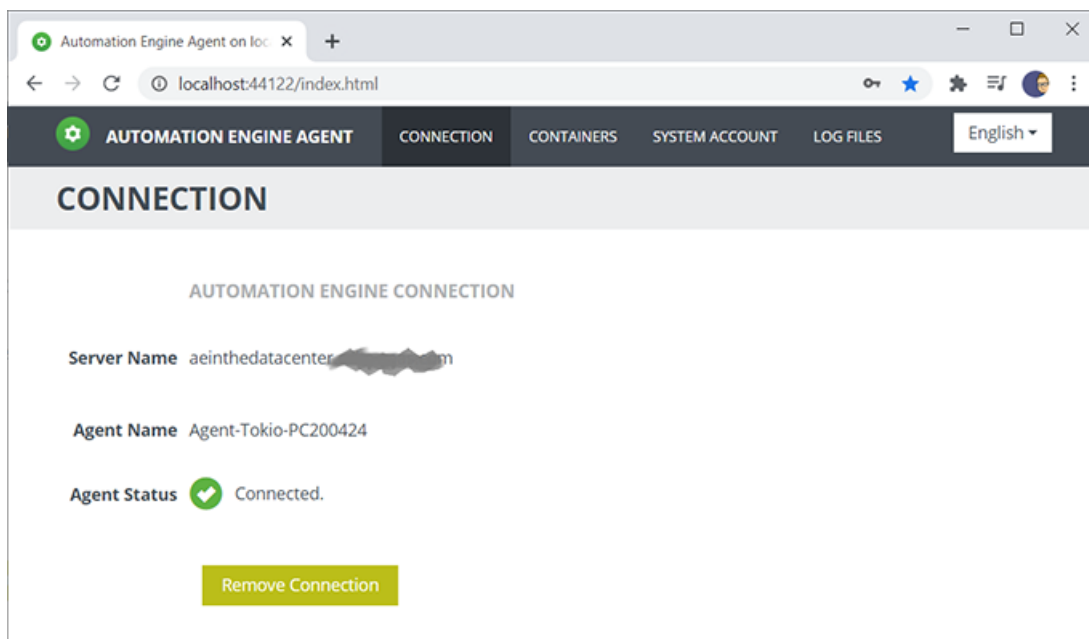 Automation Engine Agent on loc
localhost:44122/index.html
AUTOMATION ENGINE AGENT CONNECTION CONTAINERS SYSTEM ACCOUNT LOG FILES English
CONNECTION
AUTOMATION ENGINE CONNECTION
Server Name aeinthedatacenter
Agent Name Agent-Tokio-PC200424
Agent Status Connected.
Remove Connection